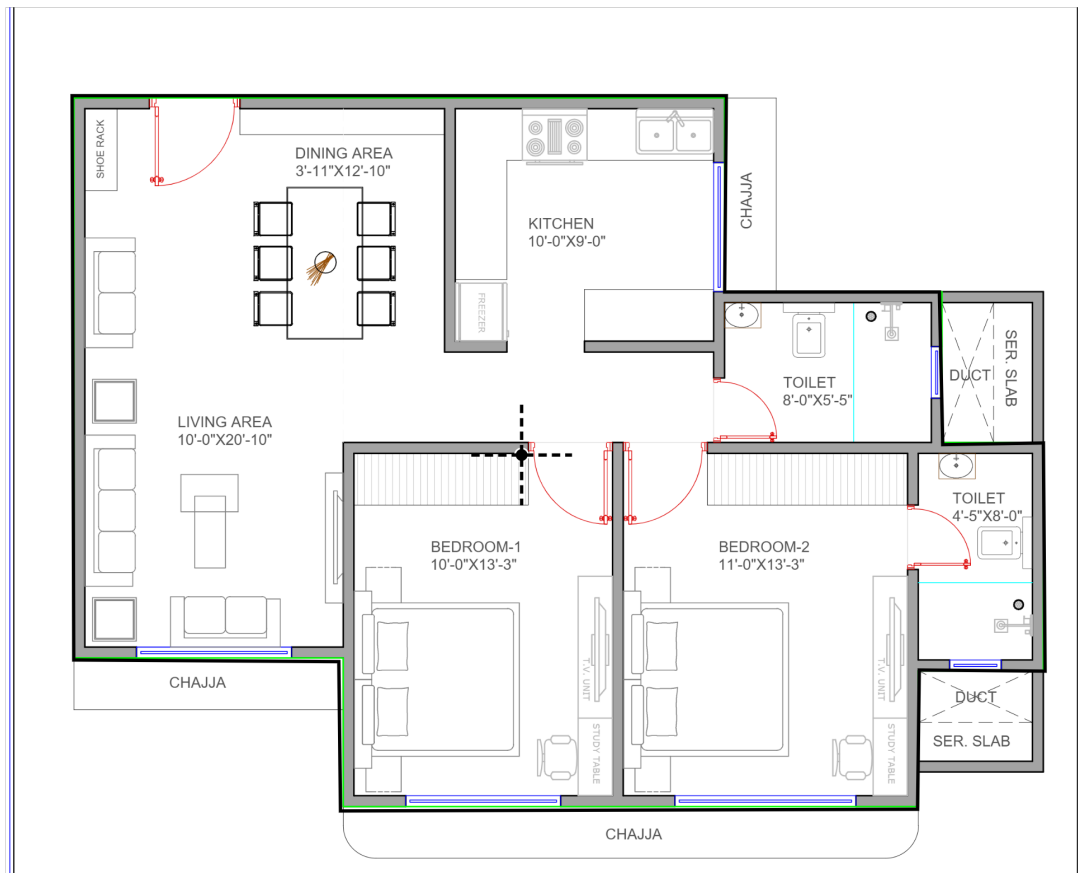 SHOE RACK
DINING AREA
3'-11"X12'-10"
KITCHEN
10'-0"X9'-0"
CHAJJA
FREEZER
TOILET
8'-0"X5'-5"
DUCT
SER. SLAB
LIVING AREA
10'-0"X20'-10"
TOILET
4'-5"X8'-0"
BEDROOM-1
10'-0"X13'-3"
BEDROOM-2
11'-0"X13'-3"
T.V. UNIT
T.V. UNIT
CHAJJA
DUCT
SER. SLAB
STUDY TABLE
STUDY TABLE
CHAJJA